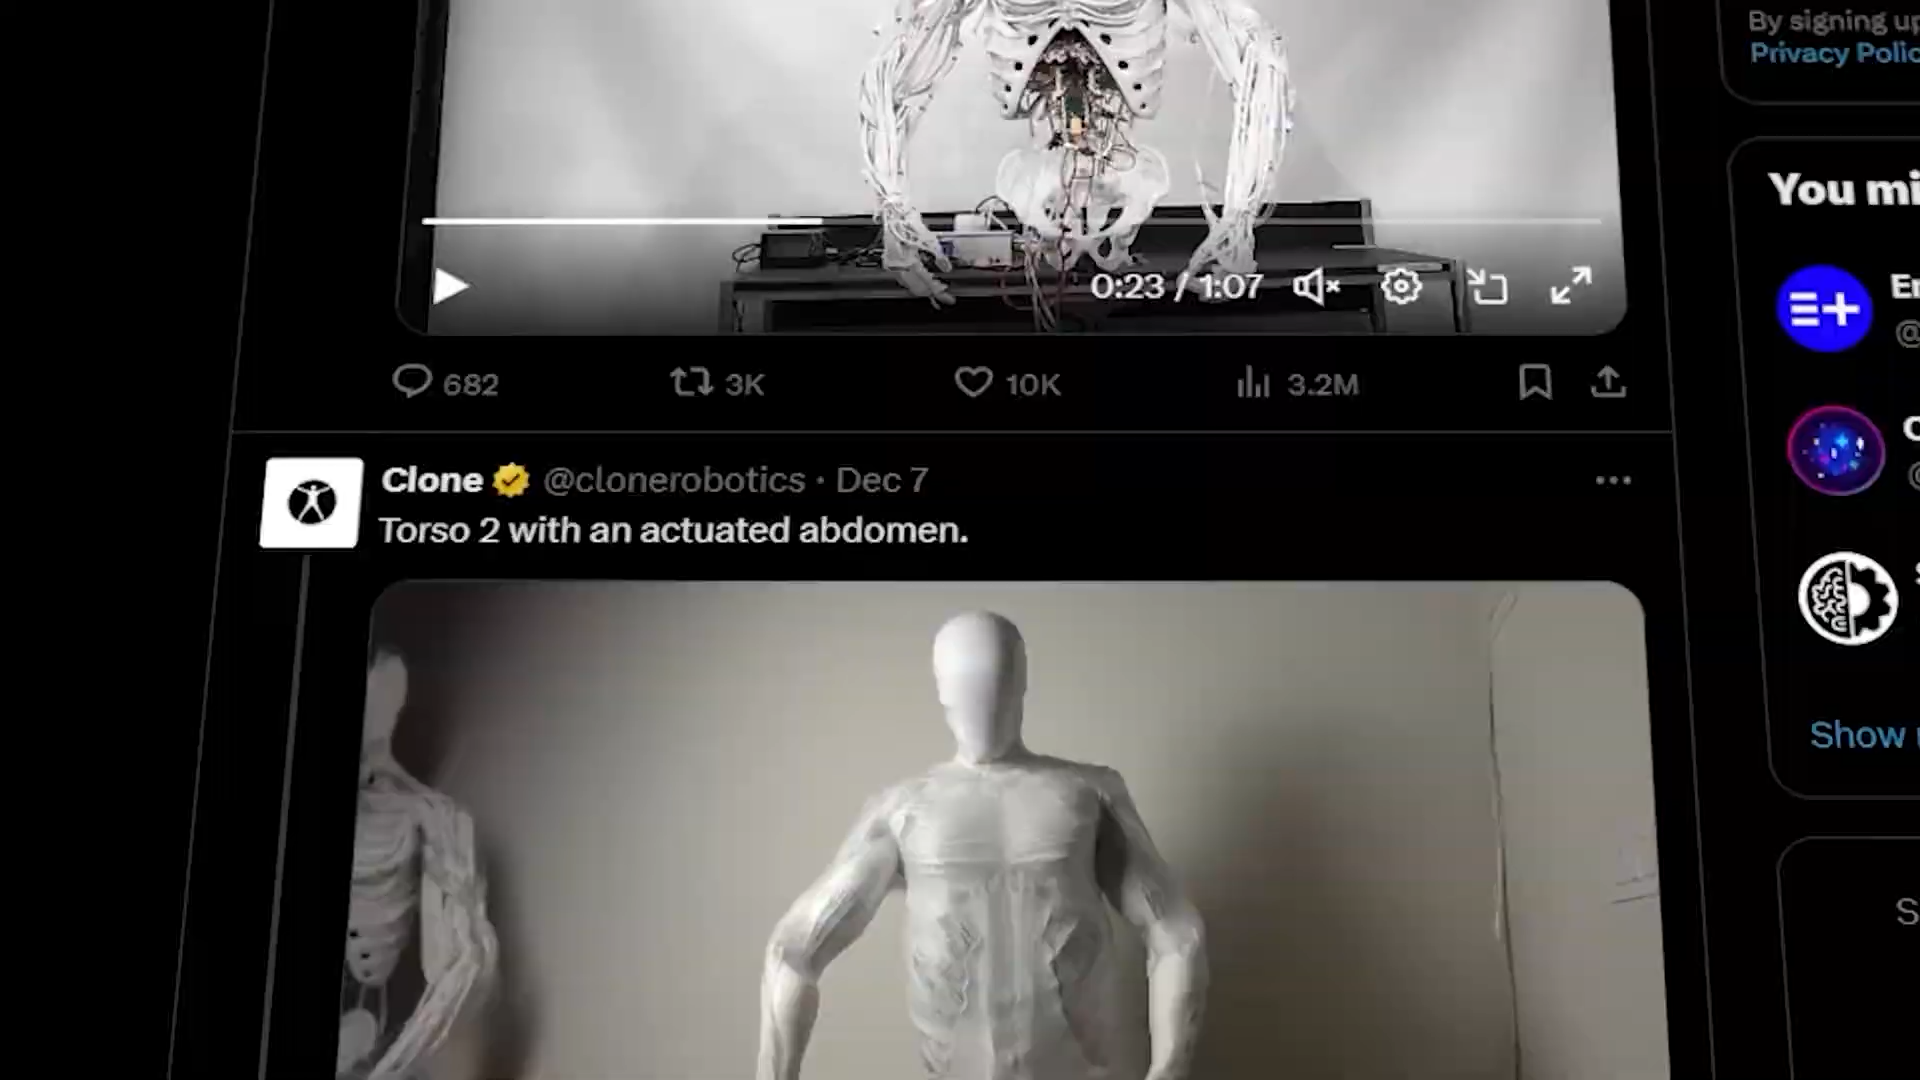 By signing up
Privacy Polic
You mi
0:23 / 1:07
682 3K 10K 3.2M
Clone @clonerobotics · Dec 7
Torso 2 with an actuated abdomen.
Show